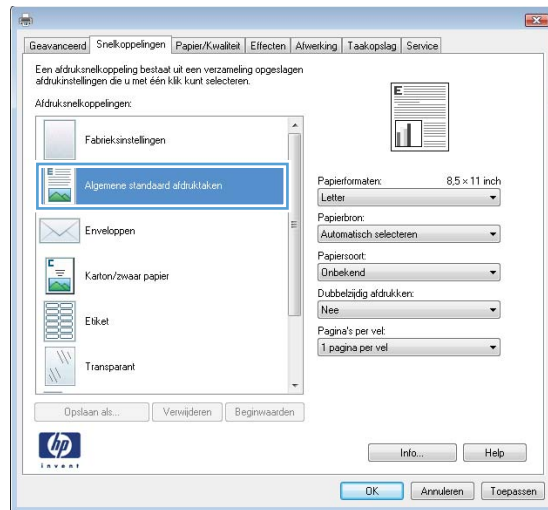 Geavanceerd Snelkoppelingen Papier/Kwaliteit Effecten Afwerking Taakopslag Service
Een afdruksnelkoppeling bestaat uit een verzameling opgeslagen
afdrukinstellingen die u met één klik kunt selecteren.
Afdruksnelkoppelingen:
Fabrieksinstellingen
E
Algemene standaard afdruktaken
Enveloppen
C
Karton/zwaar papier
Etiket
Transparant
Opslaan als... Verwijderen Beginwaarden
E
Papierformaten: 8,5 × 11 inch
Letter
Papierbron:
Automatisch selecteren
Papiersoort:
Onbekend
Dubbelzijdig afdrukken:
Nee
Pagina's per vel:
1 pagina per vel
hp
invent
Info... Help
OK Annuleren Toepassen